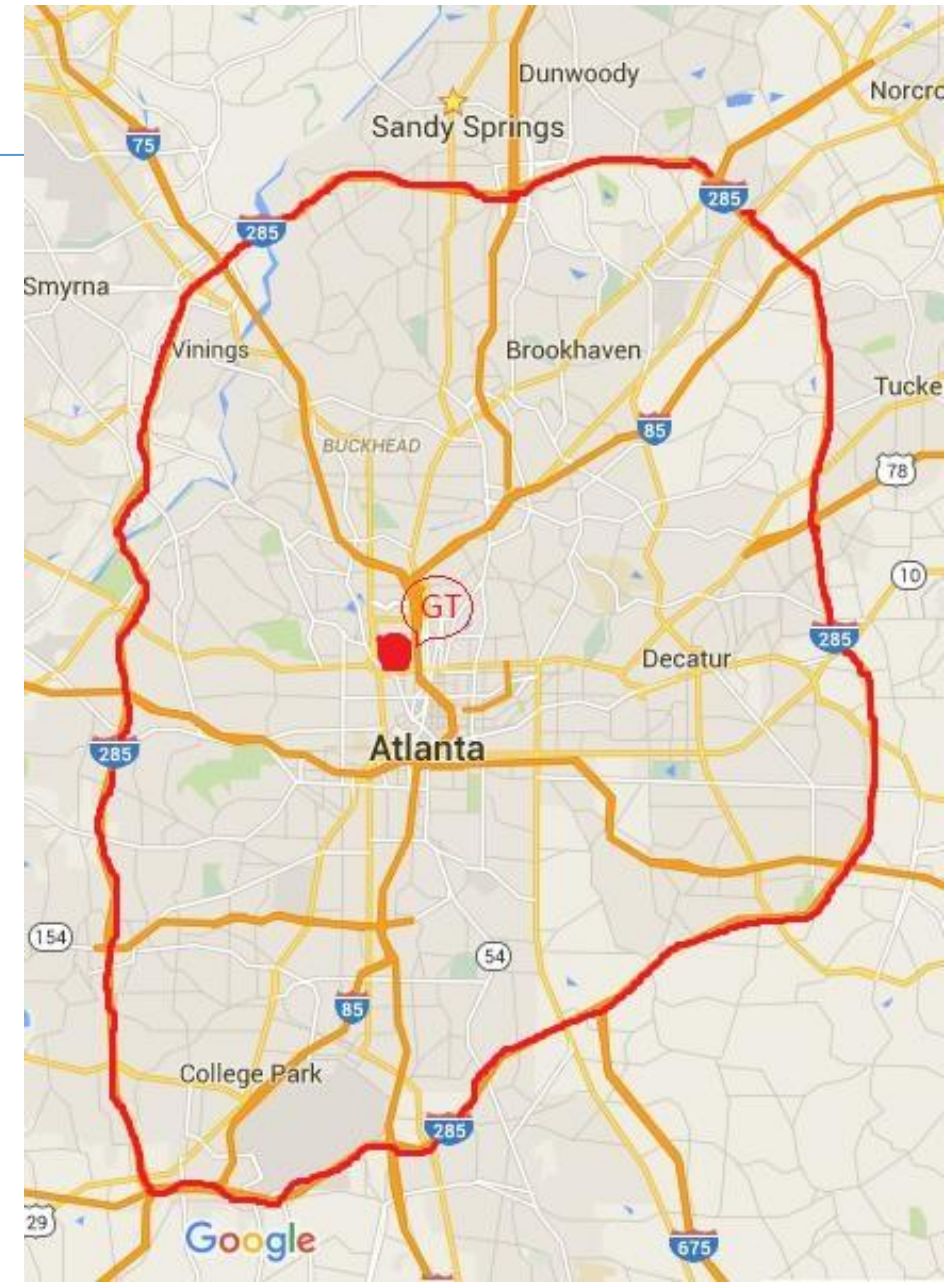 Dunwoody
Norcro
Sandy Springs
75
285
285
Smyrna
Vinings
Brookhaven
Tucke
85
BUCKHEAD
78
10
GT
285
Decatur
285
Atlanta
154
54
85
College Park
285
29
Google
675